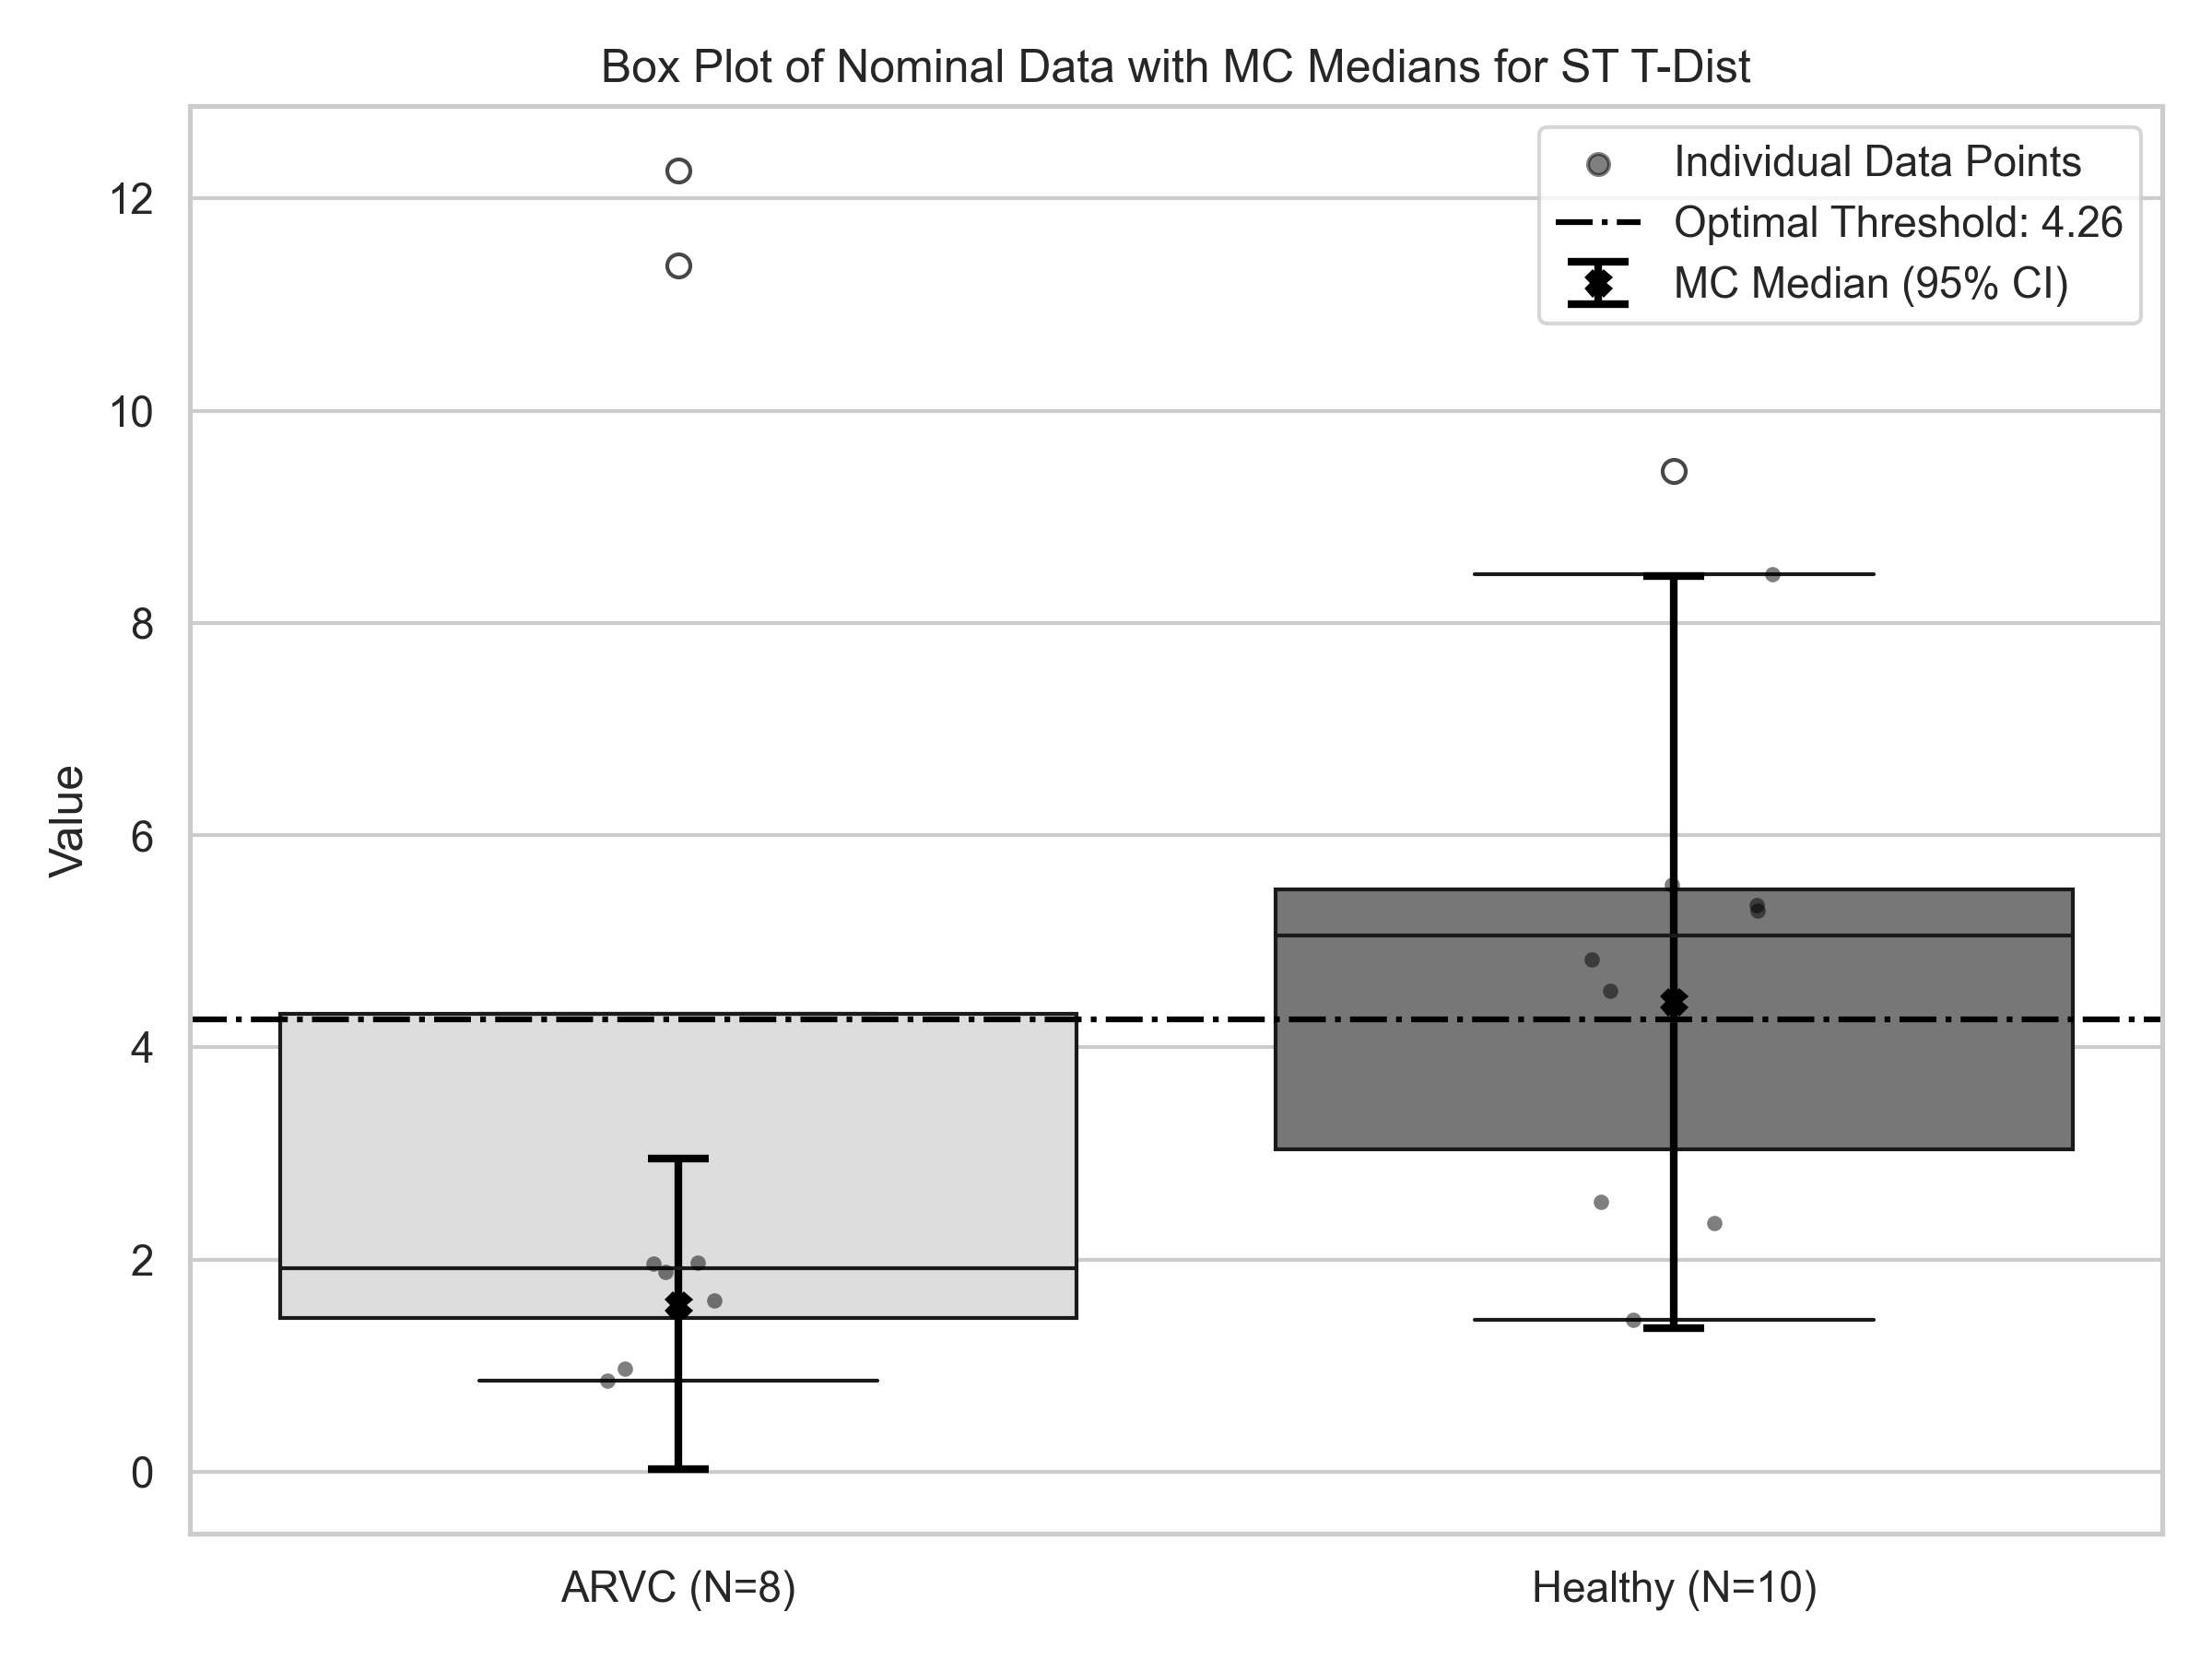 Box Plot of Nominal Data with MC Medians for ST T-Dist
Individual Data Points
Optimal Threshold: 4.26
MC Median (95% CI)
Value
12
10
8
6
4
2
0
ARVC (N=8)
Healthy (N=10)